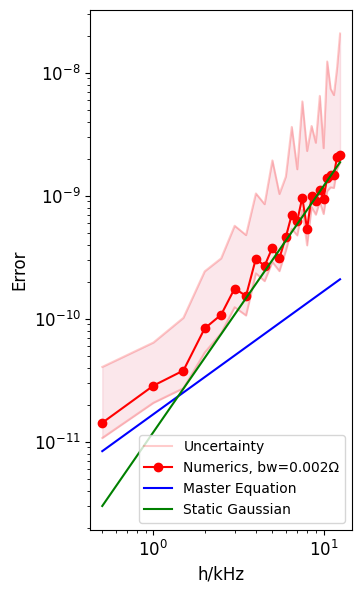 10⁻⁸
10⁻⁹
10⁻¹⁰
10⁻¹¹
Error
Uncertainty
Numerics, bw=0.002Ω
Master Equation
Static Gaussian
10⁰
10¹
h/kHz